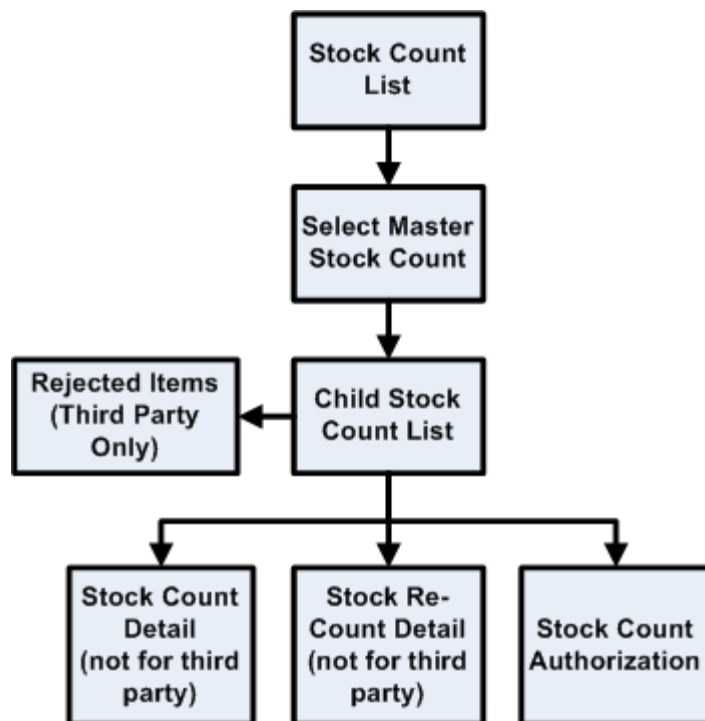 Stock Count
List
Select Master
Stock Count
Rejected Items
(Third Party
Only)
Child Stock
Count List
Stock Count
Detail
(not for third
party)
Stock Re-
Count Detail
(not for third
party)
Stock Count
Authorization